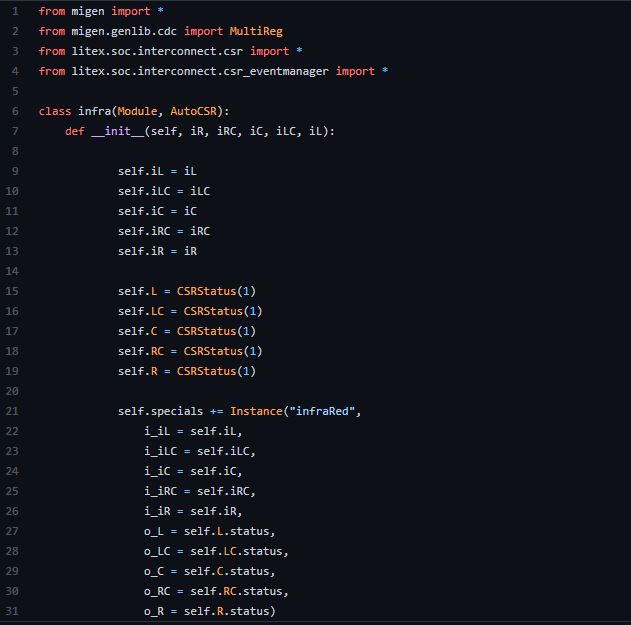 1 from migen import *
2 from migen.genlib.cdc import MultiReg
3 from litex.soc.interconnect.csr import *
4 from litex.soc.interconnect.csr_eventmanager import *
5
6 class infra(Module, AutoCSR):
7     def __init__(self, iR, iRC, iC, iLC, iL):
8
9             self.iL = iL
10             self.iLC = iLC
11             self.iC = iC
12             self.iRC = iRC
13             self.iR = iR
14
15             self.L = CSRStatus(1)
16             self.LC = CSRStatus(1)
17             self.C = CSRStatus(1)
18             self.RC = CSRStatus(1)
19             self.R = CSRStatus(1)
20
21             self.specials += Instance("infraRed",
22                 i_iL = self.iL,
23                 i_iLC = self.iLC,
24                 i_iC = self.iC,
25                 i_iRC = self.iRC,
26                 i_iR = self.iR,
27                 o_L = self.L.status,
28                 o_LC = self.LC.status,
29                 o_C = self.C.status,
30                 o_RC = self.RC.status,
31                 o_R = self.R.status)